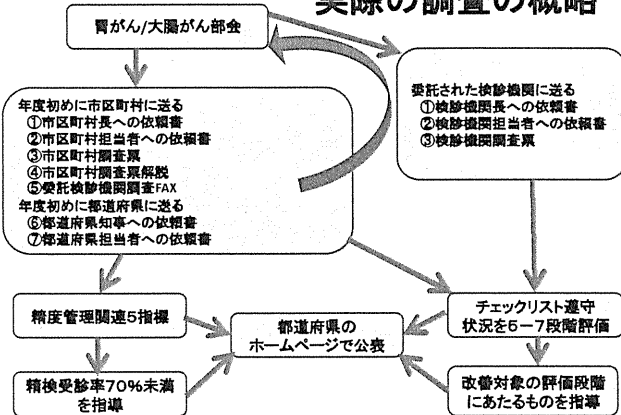 実際の調査の概略
胃がん/大腸がん部会
年度初めに市区町村に送る
①市区町村長への依頼書
②市区町村担当者への依頼書
③市区町村調査票
④市区町村調査票解説
⑤委託検診機関調査FAX
年度初めに都道府県に送る
⑥都道府県知事への依頼書
⑦都道府県担当者への依頼書
委託された検診機関に送る
①検診機関長への依頼書
②検診機関担当者への依頼書
③検診機関調査票
精度管理関連5指標
都道府県の
ホームページで公表
チェックリスト遵守
状況を5－7段階評価
精検受診率70%未満
を指導
改善対象の評価段階
にあたるものを指導